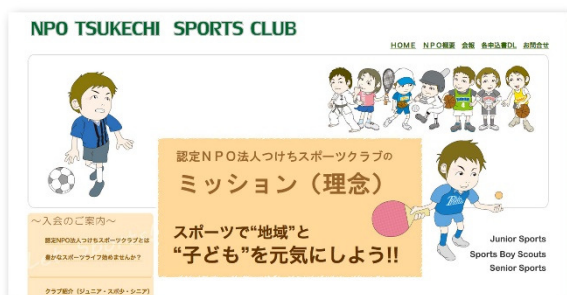 NPO TSUKECHI SPORTS CLUB
HOME NPO概要 会報 各申込書DL お問合せ
認定NPO法人つけちスポーツクラブの
ミッション（理念）
スポーツで“地域”と
“子ども”を元気にしよう!!
～入会のご案内～
認定NPO法人つけちスポーツクラブとは
豊かなスポーツライフ始めませんか？
クラブ紹介（ジュニア・スポ少・シニア）
Junior Sports
Sports Boy Scouts
Senior Sports